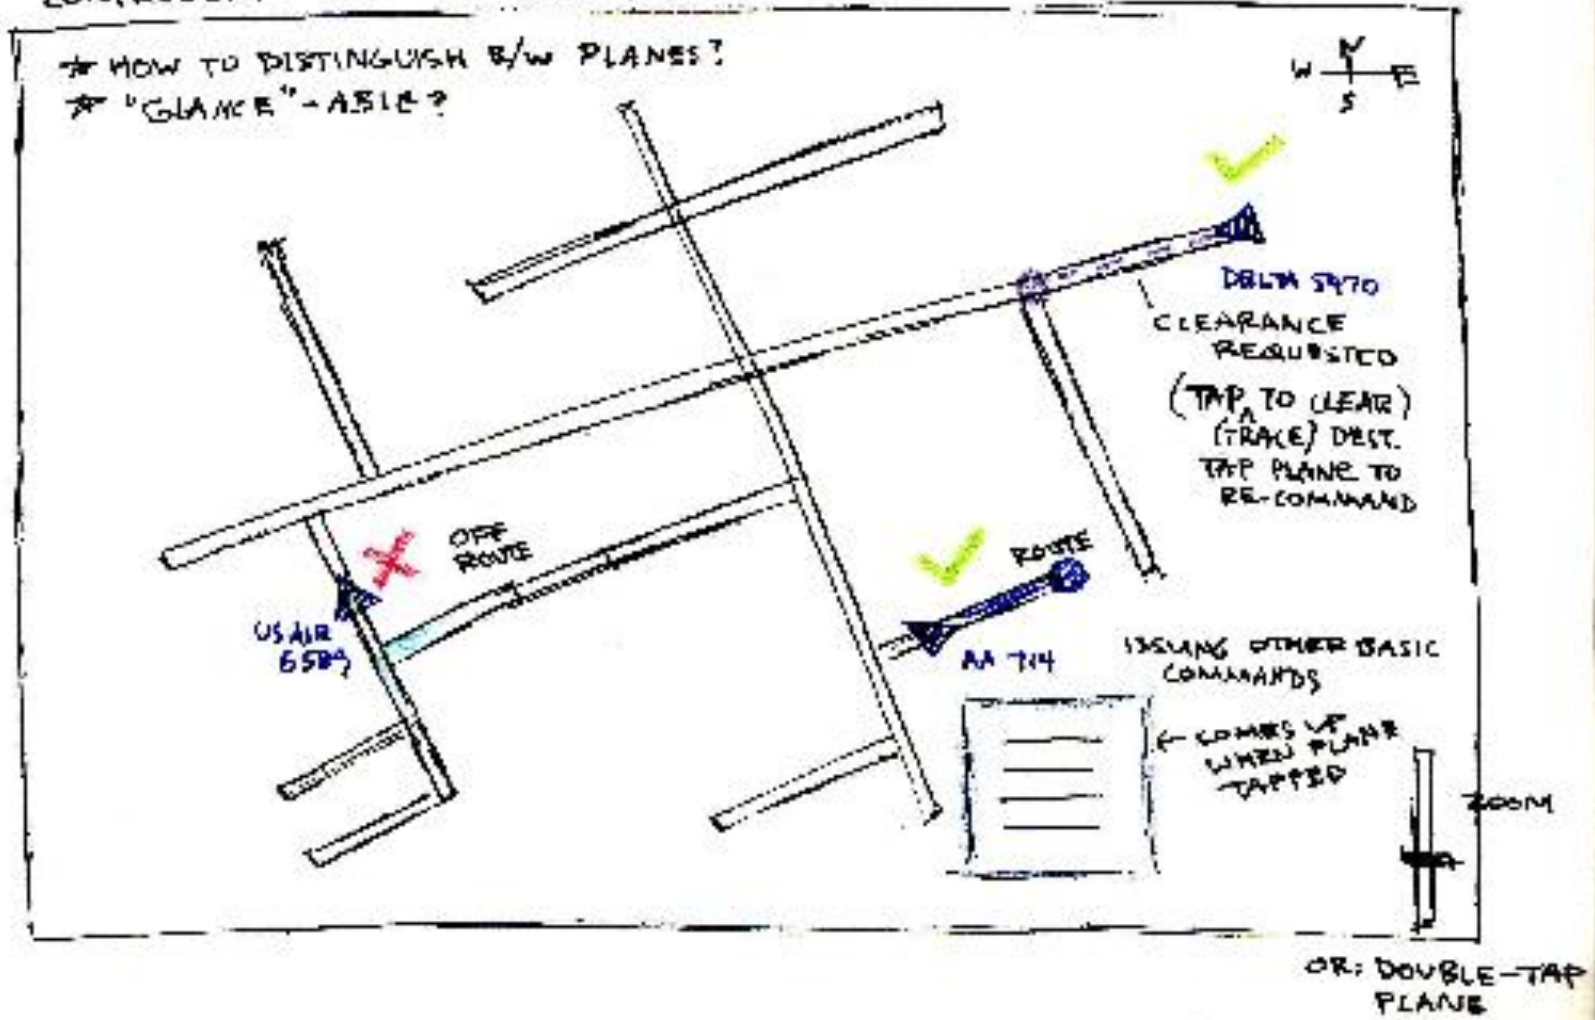 * HOW TO DISTINGUISH B/W PLANES?
* "GLANCE"-ABLE?
N
W E
S
DELTA 5970
CLEARANCE
REQUESTED
(TAP TO CLEAR)
(TRACE) DEST.
TAP PLANE TO
RE-COMMAND
OFF
ROUTE
ROUTE
US AIR
AA
ISSUING OTHER BASIC
COMMANDS
← COMES UP
WHEN PLANE
TAPPED
ZOOM
OR: DOUBLE-TAP
PLANE